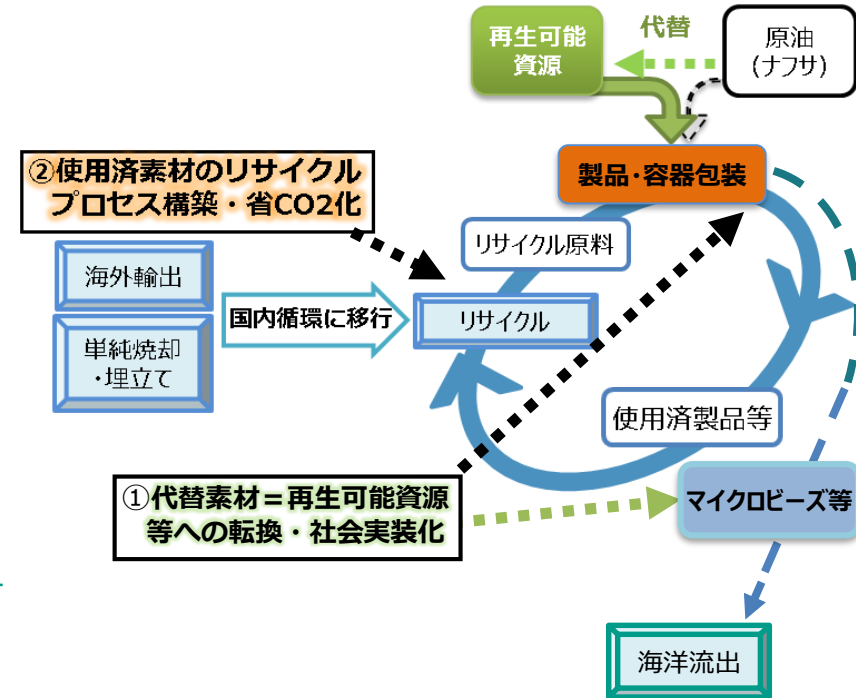 再生可能
資源
代替
原油
(ナフサ)
②使用済素材のリサイクル
プロセス構築・省CO2化
製品・容器包装
リサイクル原料
海外輸出
国内循環に移行
リサイクル
単純焼却
・埋立て
使用済製品等
①代替素材＝再生可能資源
等への転換・社会実装化
マイクロビーズ等
海洋流出